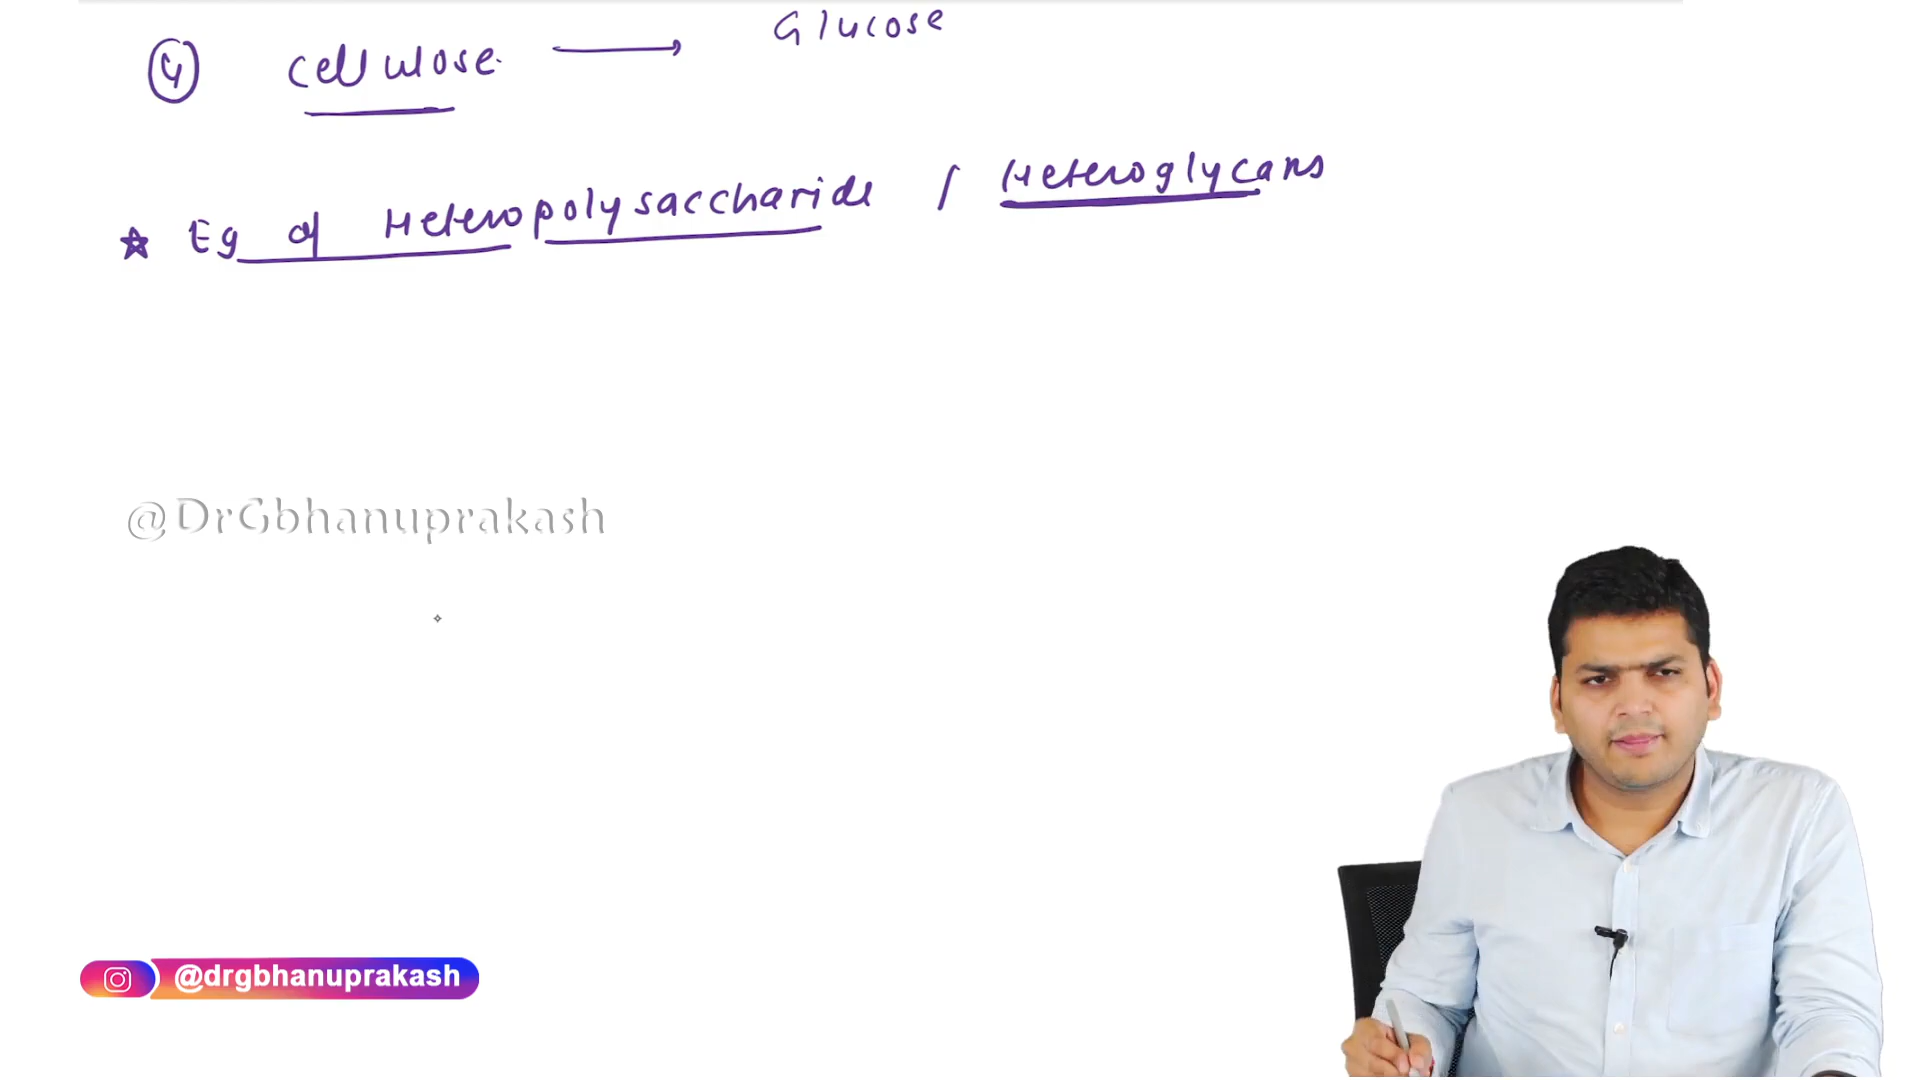 ④ Cellulose. → Glucose
★ Eg of Heteropolysaccharide / Heteroglycans
@DrGbhanuprakash
@drgbhanuprakash